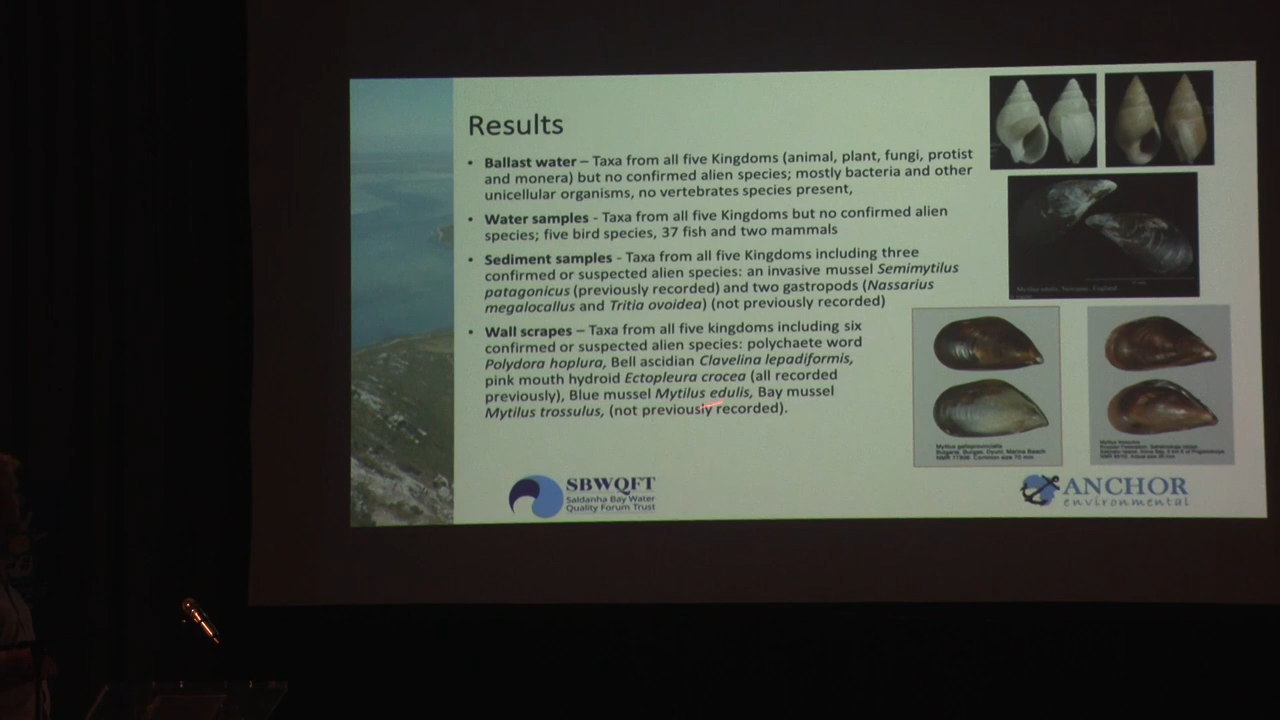 Results
• Ballast water – Taxa from all five Kingdoms (animal, plant, fungi, protist
and monera) but no confirmed alien species; mostly bacteria and other
unicellular organisms, no vertebrates species present,
• Water samples - Taxa from all five Kingdoms but no confirmed alien
species; five bird species, 37 fish and two mammals
• Sediment samples - Taxa from all five Kingdoms including three
confirmed or suspected alien species: an invasive mussel Semimytilus
patagonicus (previously recorded) and two gastropods (Nassarius
megalocallus and Tritia ovoidea) (not previously recorded)
• Wall scrapes – Taxa from all five kingdoms including six
confirmed or suspected alien species: polychaete word
Polydora hoplura, Bell ascidian Clavelina lepadiformis,
pink mouth hydroid Ectopleura crocea (all recorded
previously), Blue mussel Mytilus edulis, Bay mussel
Mytilus trossulus, (not previously recorded).
Mytilus edulis, Newquay, England
Mytilus galloprovincialis
SBWQFT
Saldanha Bay Water
Quality Forum Trust
ANCHOR
environmental